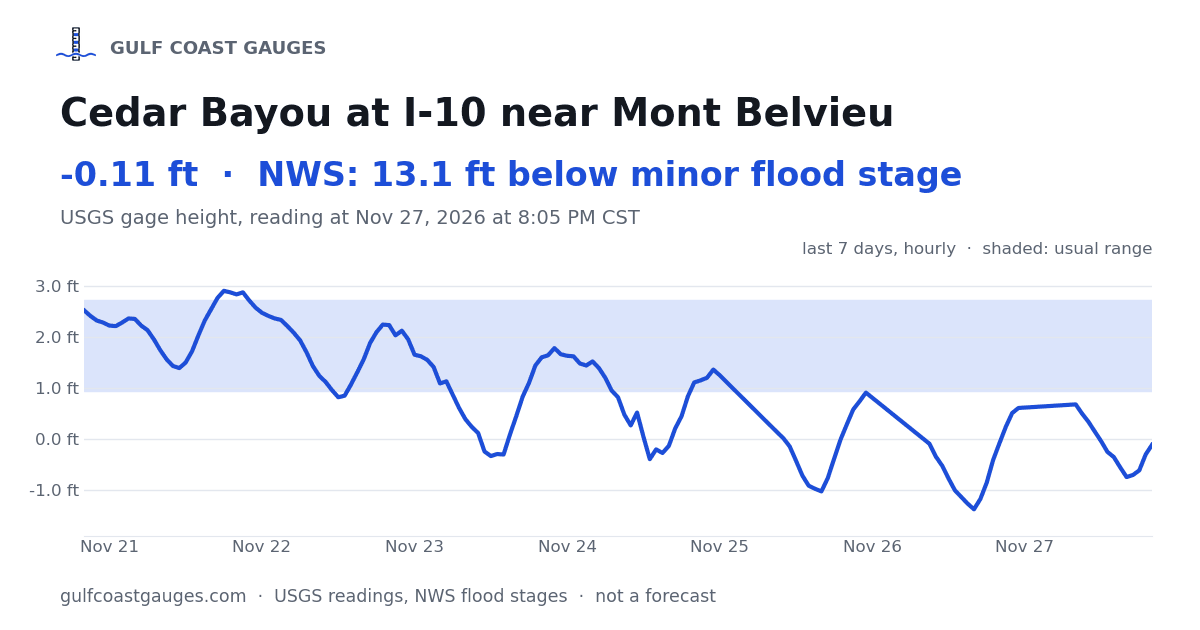 GULF COAST GAUGES
Cedar Bayou at I-10 near Mont Belvieu
-0.11 ft · NWS: 13.1 ft below minor flood stage
USGS gage height, reading at Nov 27, 2026 at 8:05 PM CST
last 7 days, hourly · shaded: usual range
3.0 ft
2.0 ft
1.0 ft
0.0 ft
-1.0 ft
Nov 21 Nov 22 Nov 23 Nov 24 Nov 25 Nov 26 Nov 27
gulfcoastgauges.com · USGS readings, NWS flood stages · not a forecast